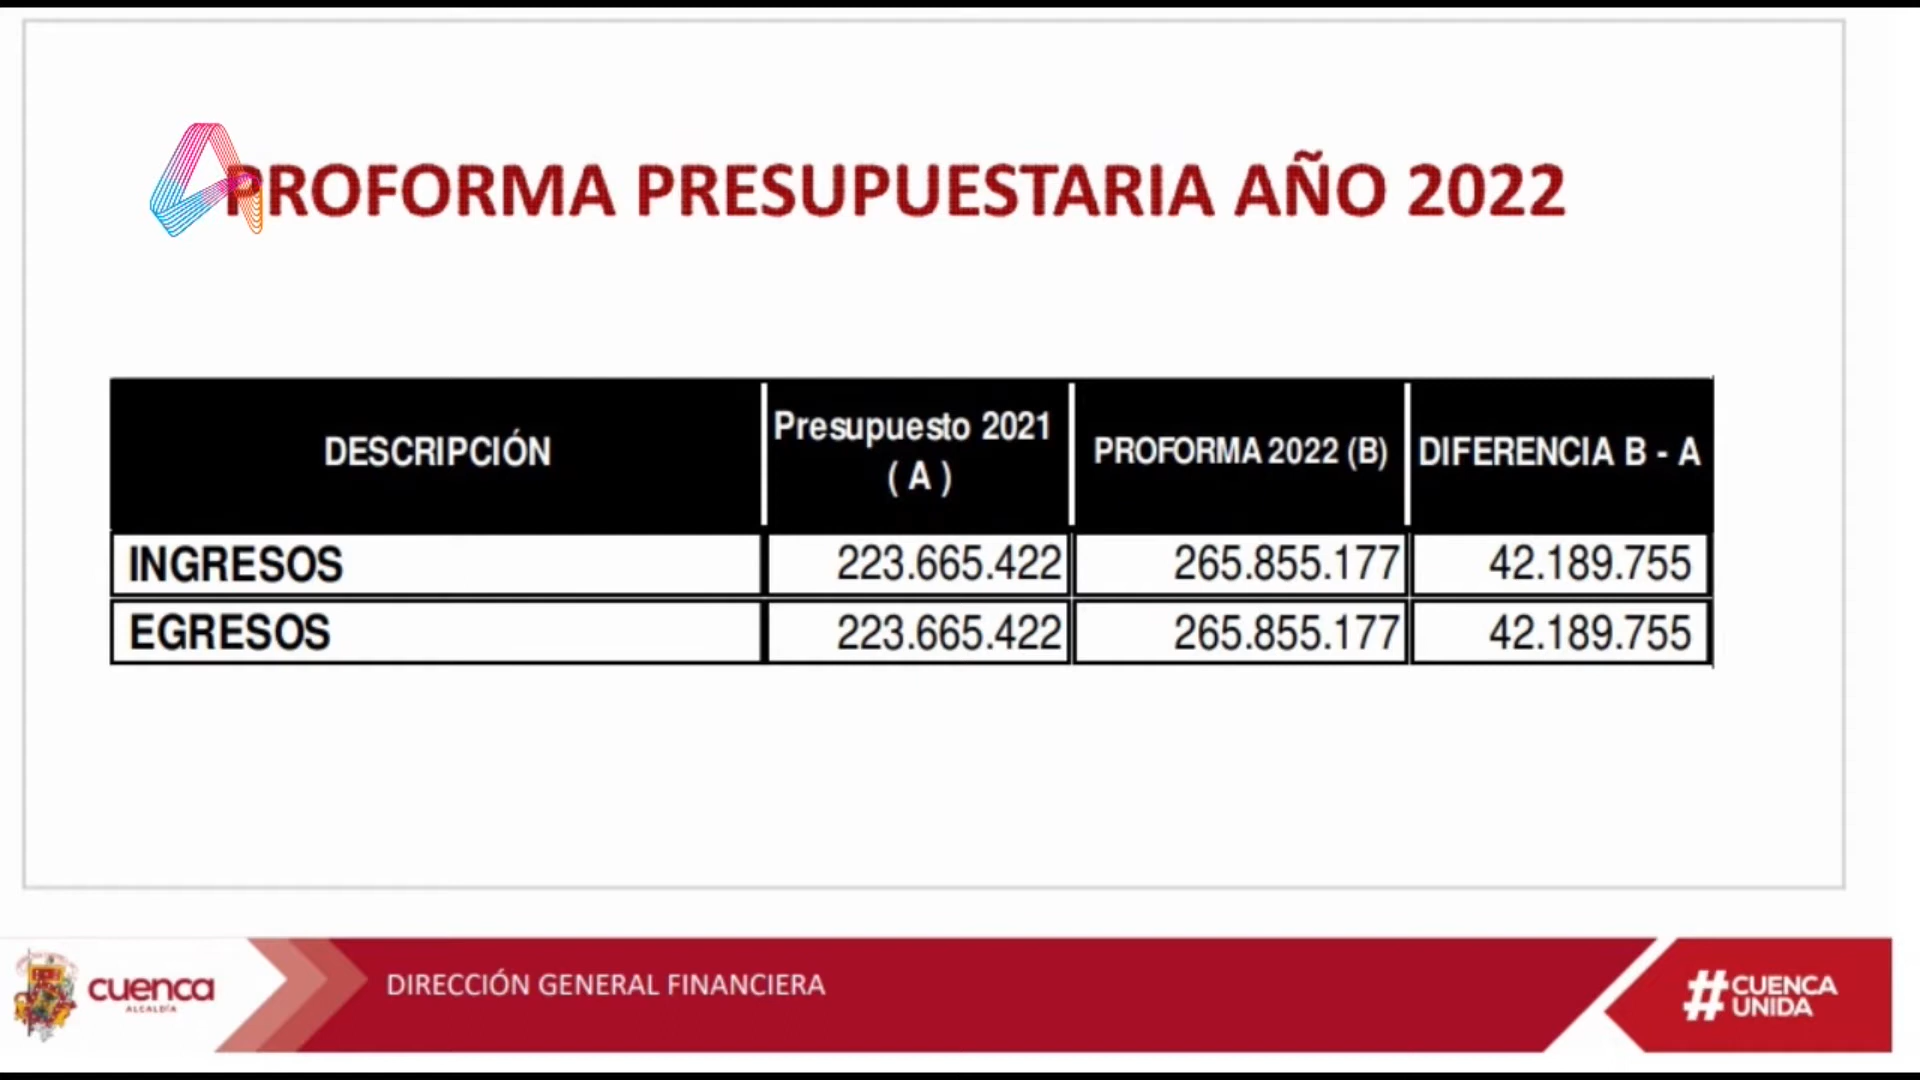 PROFORMA PRESUPUESTARIA AÑO 2022
DESCRIPCIÓN
Presupuesto 2021
( A )
PROFORMA 2022 (B)
DIFERENCIA B - A
INGRESOS 223.665.422 265.855.177 42.189.755
EGRESOS 223.665.422 265.855.177 42.189.755
cuenca
ALCALDÍA
DIRECCIÓN GENERAL FINANCIERA
#CUENCA
UNIDA